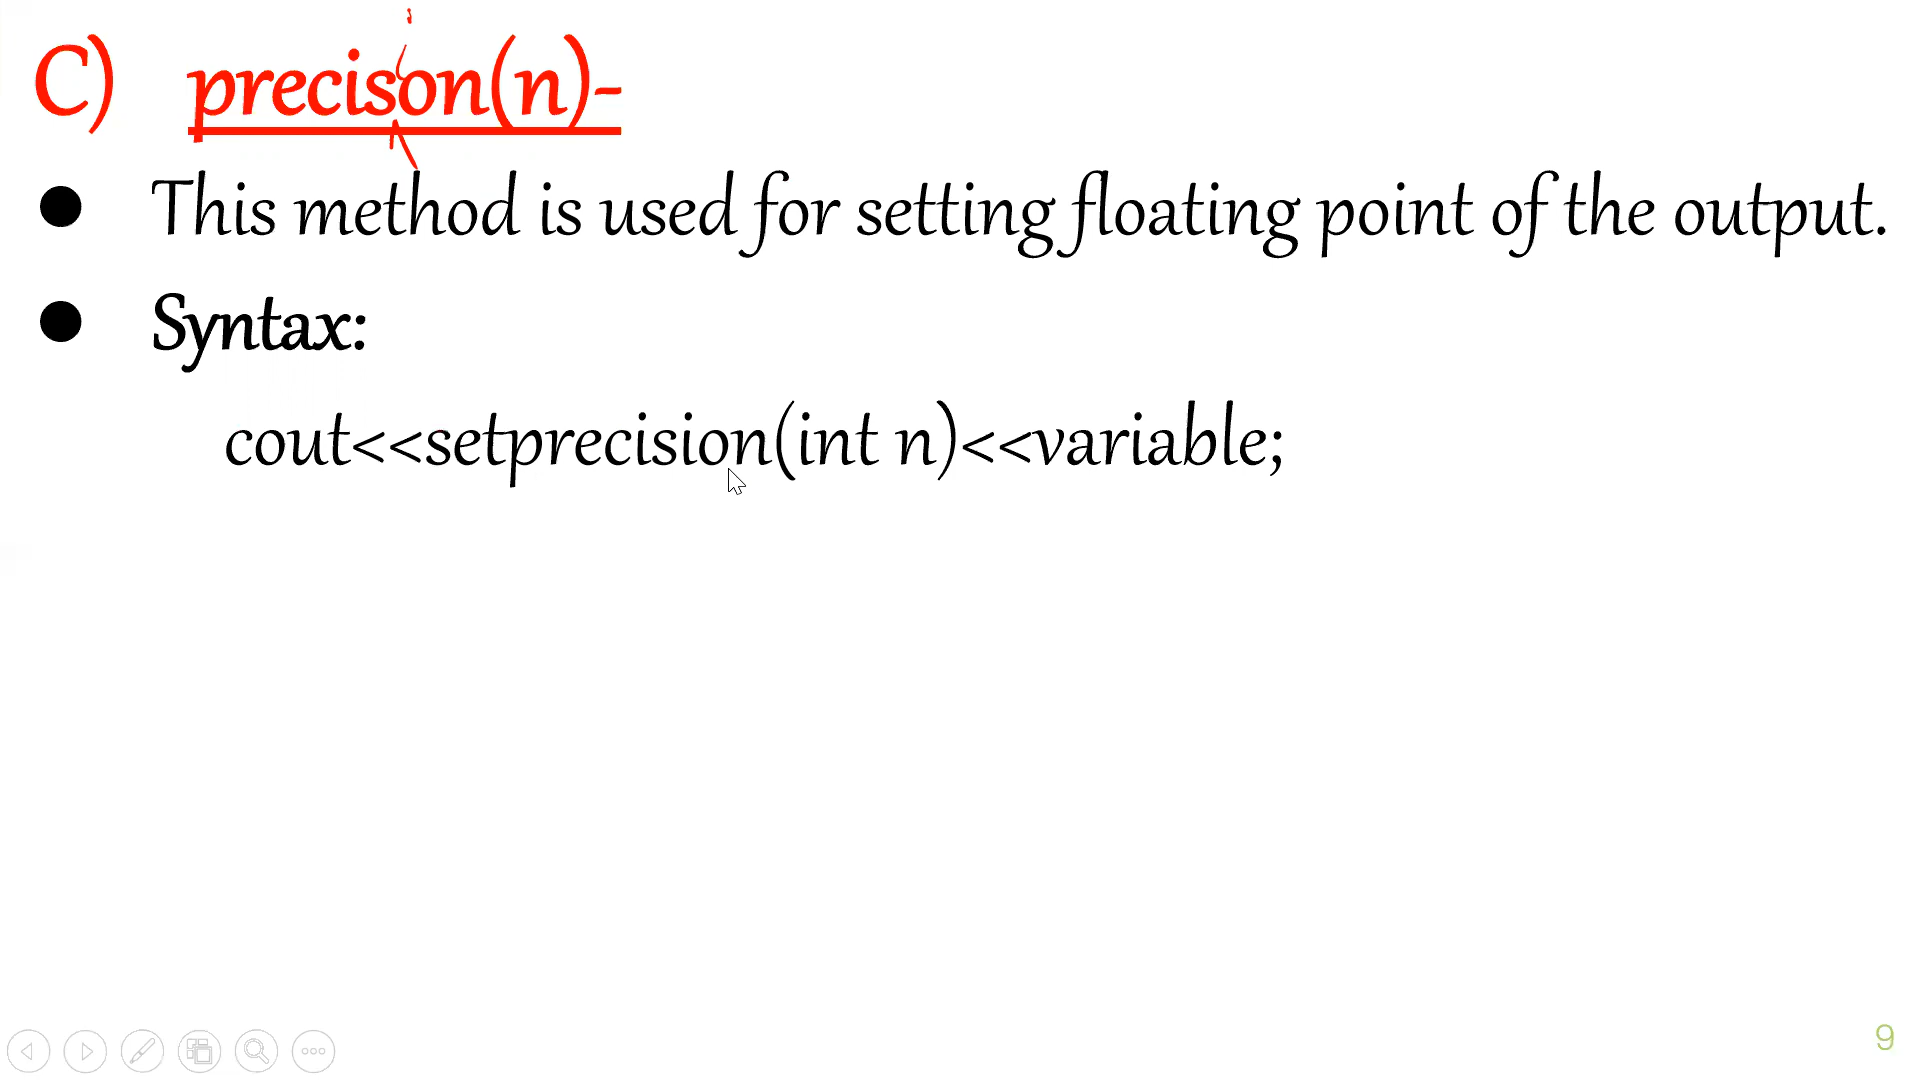 C) precison(n)-
i
● This method is used for setting floating point of the output.
● Syntax:
cout<<setprecision(int n)<<variable;
9